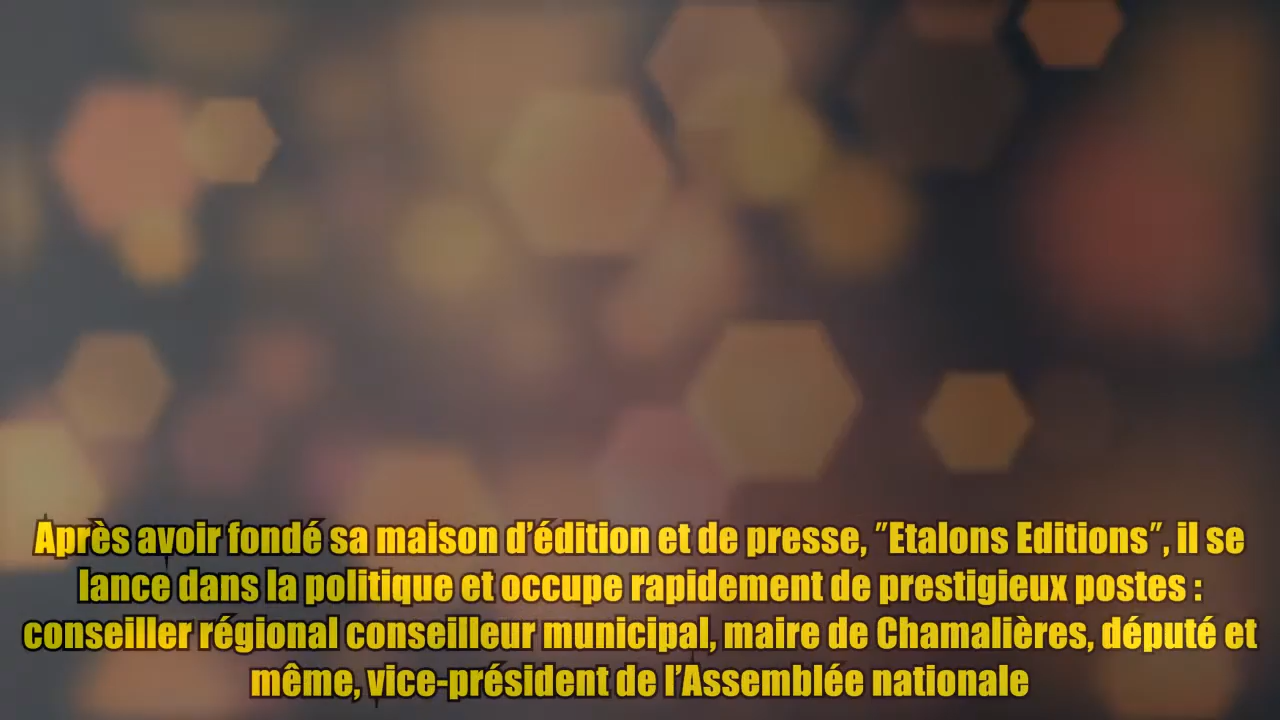 Après avoir fondé sa maison d’édition et de presse, ″Etalons Editions″, il se
lance dans la politique et occupe rapidement de prestigieux postes :
conseiller régional conseilleur municipal, maire de Chamalières, député et
même, vice-président de l’Assemblée nationale